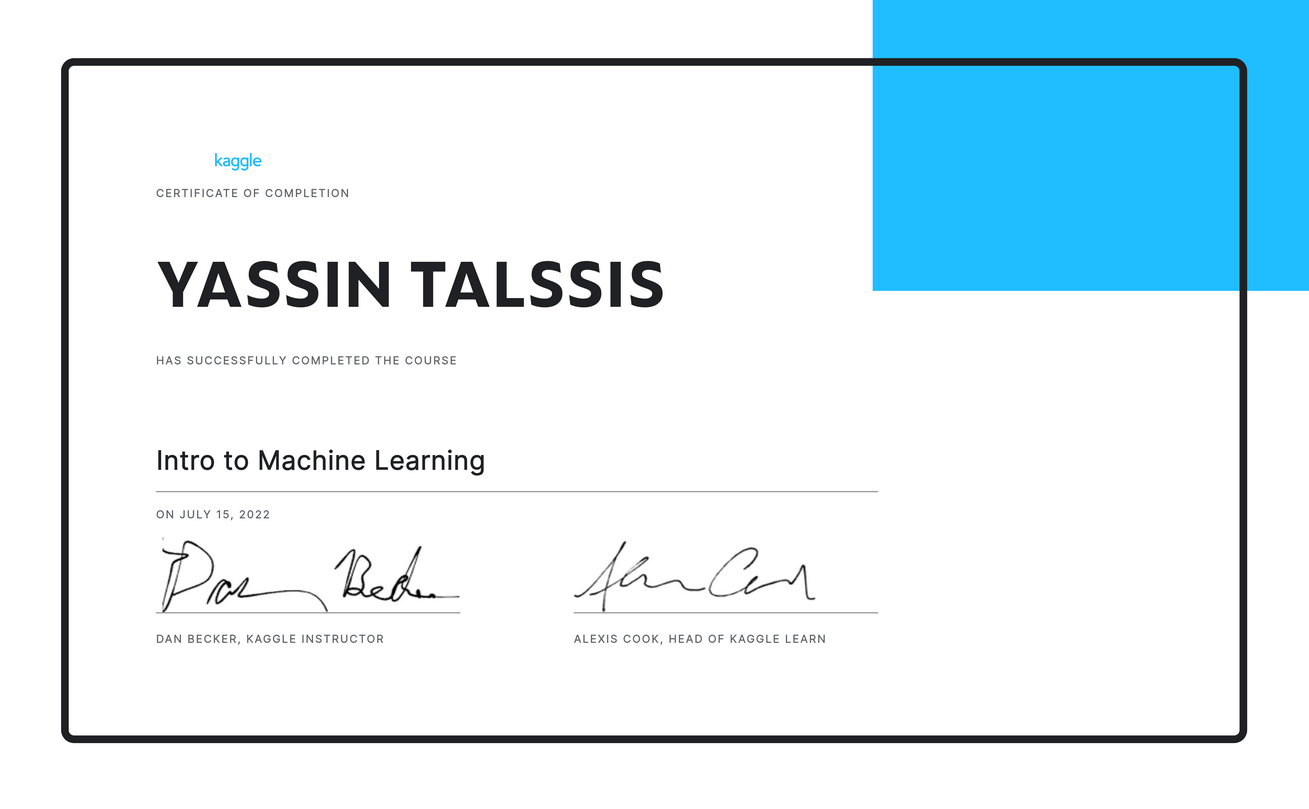 kaggle
CERTIFICATE OF COMPLETION
YASSIN TALSSIS
HAS SUCCESSFULLY COMPLETED THE COURSE
Intro to Machine Learning
ON JULY 15, 2022
Dan Becker
Alexis Cook
DAN BECKER, KAGGLE INSTRUCTOR
ALEXIS COOK, HEAD OF KAGGLE LEARN